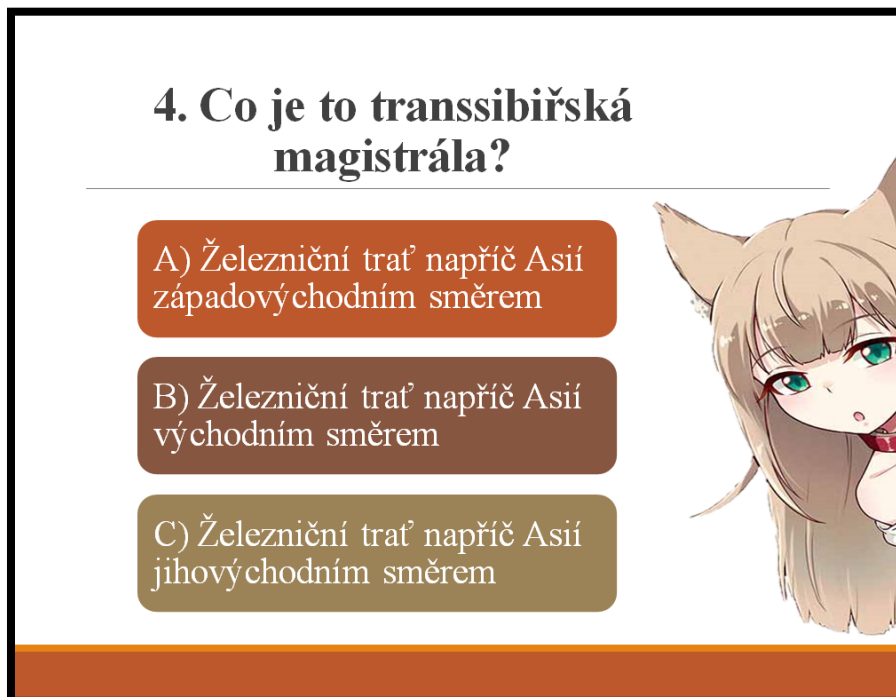 4. Co je to transsibiřská
magistrála?
A) Železniční trať napříč Asií
západovýchodním směrem
B) Železniční trať napříč Asií
východním směrem
C) Železniční trať napříč Asií
jihovýchodním směrem